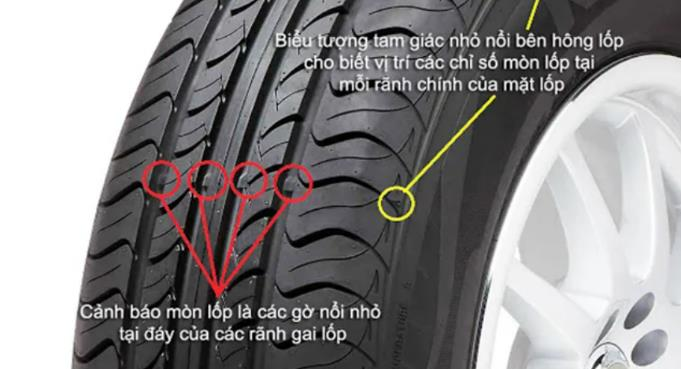 Biểu tượng tam giác nhỏ nổi bên hông lốp
cho biết vị trí các chỉ số mòn lốp tại
mỗi rãnh chính của mặt lốp
Cảnh báo mòn lốp là các gờ nổi nhỏ
tại đáy của các rãnh gai lốp